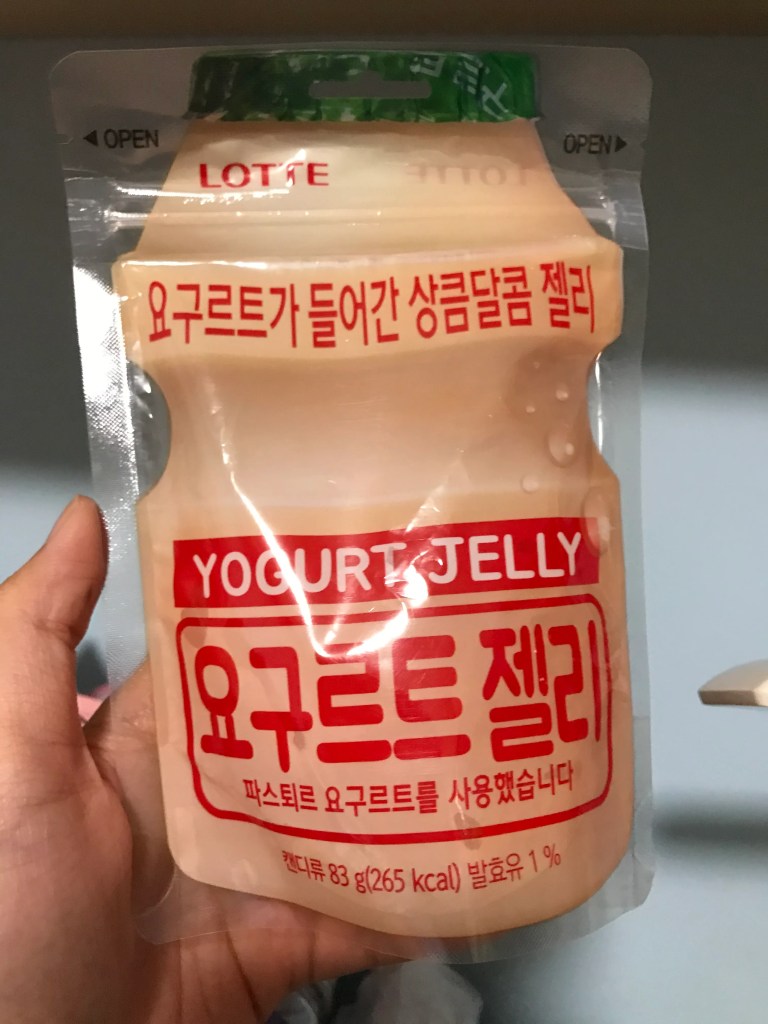 ◀ OPEN
OPEN ▶
LOTTE
요구르트가 들어간 상큼달콤 젤리
YOGURT JELLY
요구르트 젤리
파스퇴르 요구르트를 사용했습니다
캔디류 83 g(265 kcal) 발효유 1 %